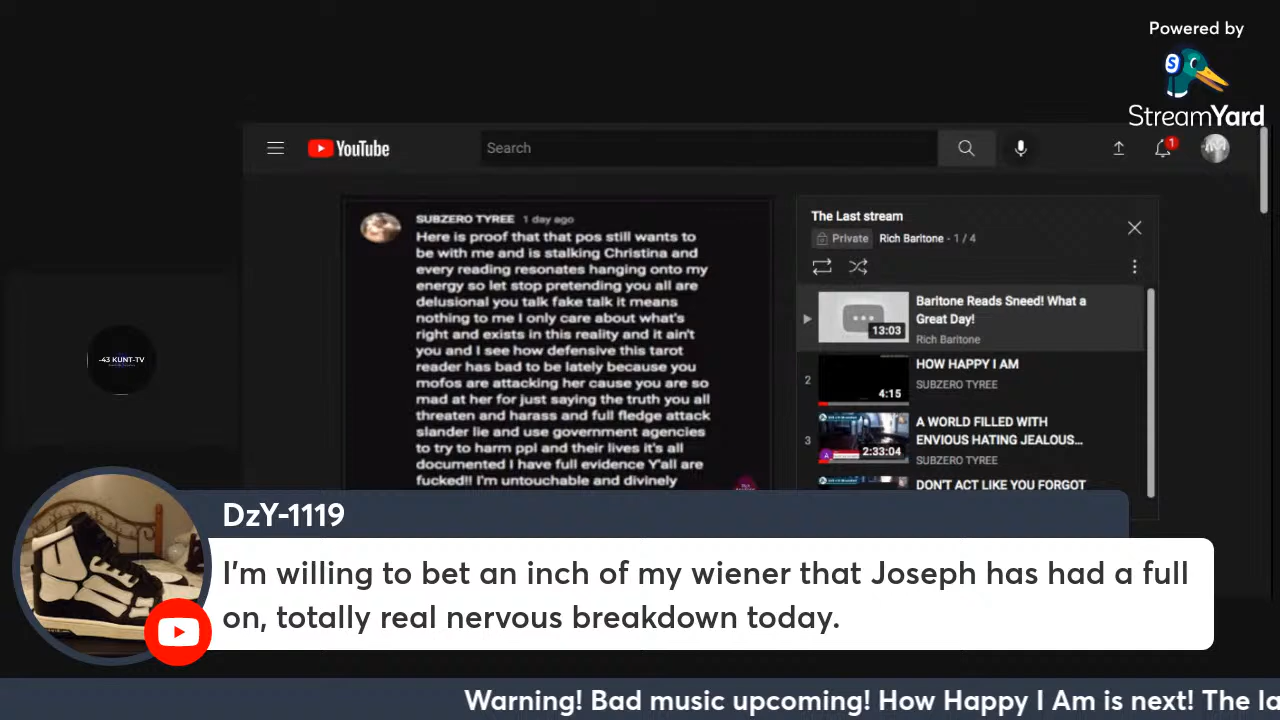 Powered by
StreamYard
YouTube
Search
1
SUBZERO TYREE 1 day ago
Here is proof that that pos still wants to
be with me and is stalking Christina and
every reading resonates hanging onto my
energy so let stop pretending you all are
delusional you talk fake talk it means
nothing to me I only care about what's
right and exists in this reality and it ain't
you and I see how defensive this tarot
reader has bad to be lately because you
mofos are attacking her cause you are so
mad at her for just saying the truth you all
threaten and harass and full fledge attack
slander lie and use government agencies
to try to harm ppl and their lives it's all
documented I have full evidence Y'all are
fucked!! I'm untouchable and divinely
The Last stream
Private Rich Baritone - 1 / 4
13:03
Baritone Reads Sneed! What a
Great Day!
Rich Baritone
2
4:15
HOW HAPPY I AM
SUBZERO TYREE
3
2:33:04
A WORLD FILLED WITH
ENVIOUS HATING JEALOUS...
SUBZERO TYREE
DON'T ACT LIKE YOU FORGOT
-43 KUNT-TV
DzY-1119
I'm willing to bet an inch of my wiener that Joseph has had a full
on, totally real nervous breakdown today.
Warning! Bad music upcoming! How Happy I Am is next! The la